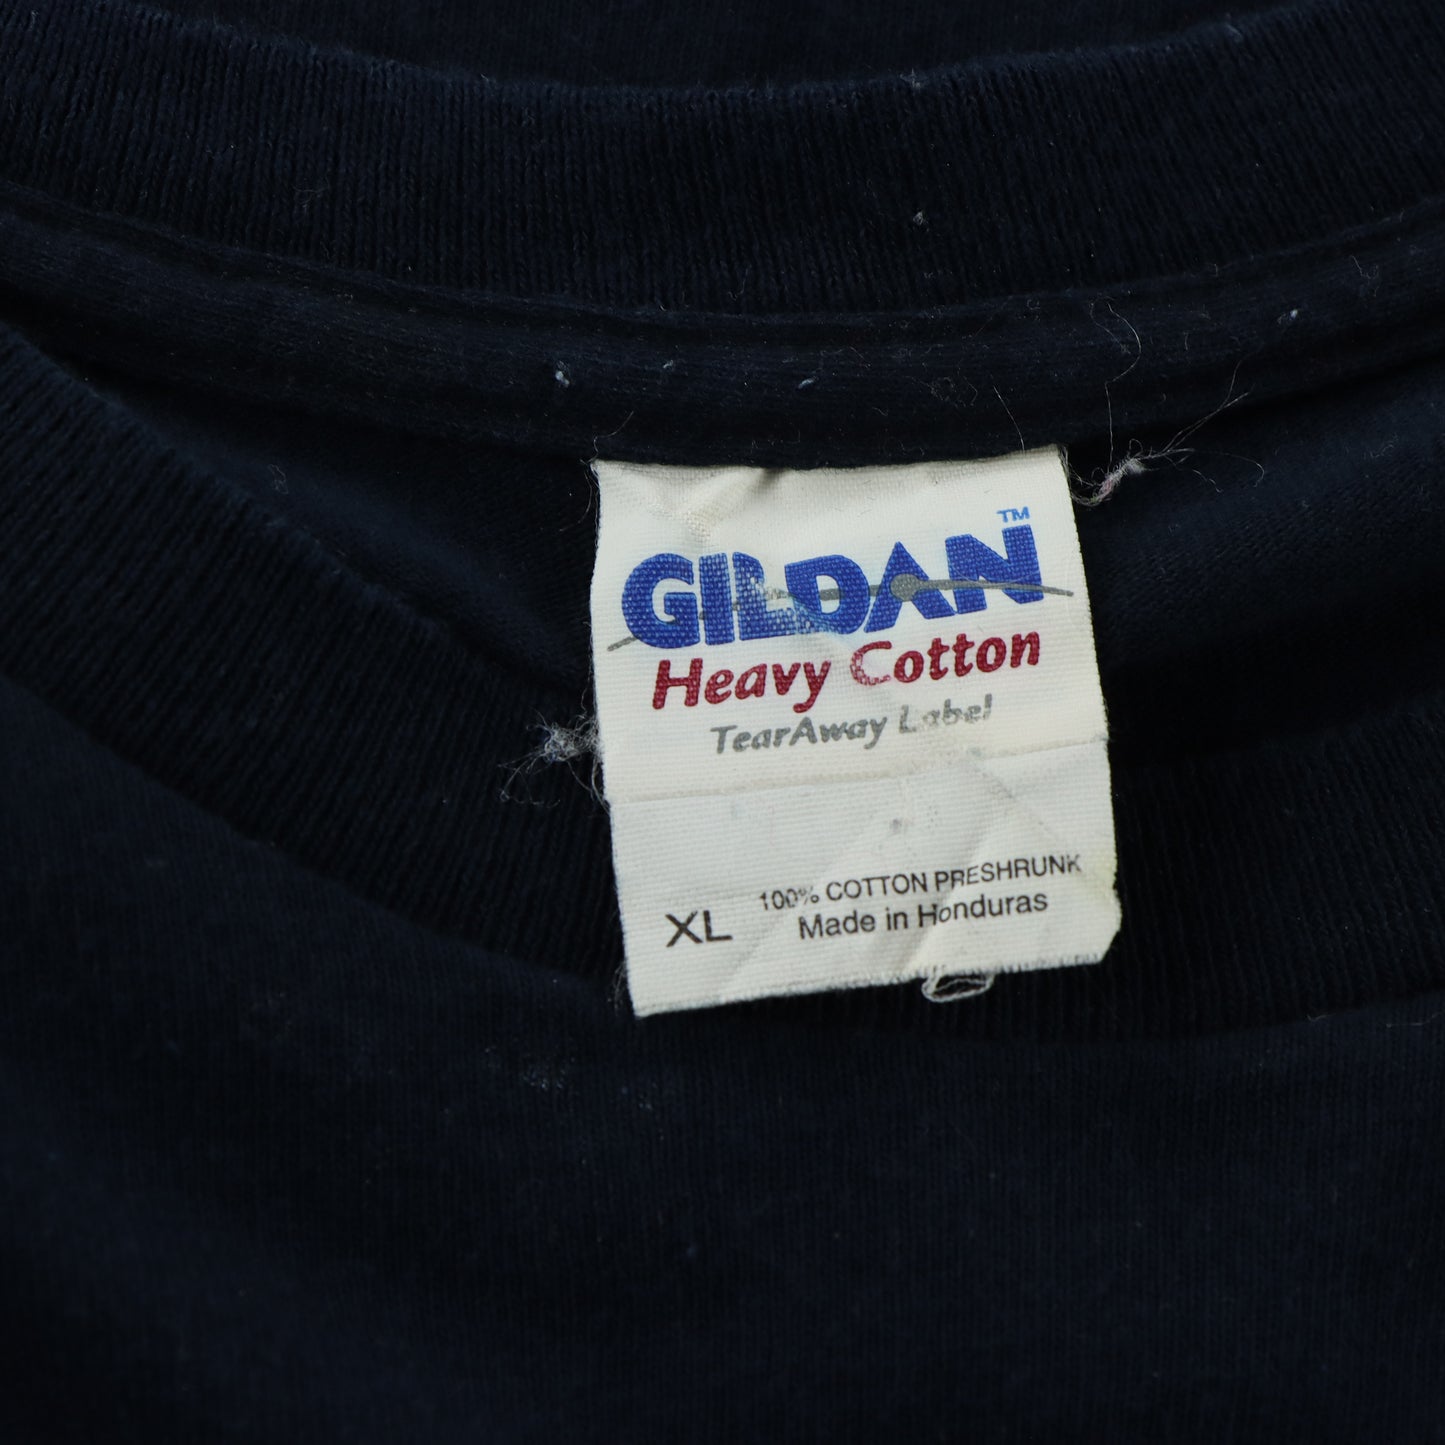 GILDAN™
Heavy Cotton
TearAway Label
100% COTTON PRESHRUNK
XL Made in Honduras